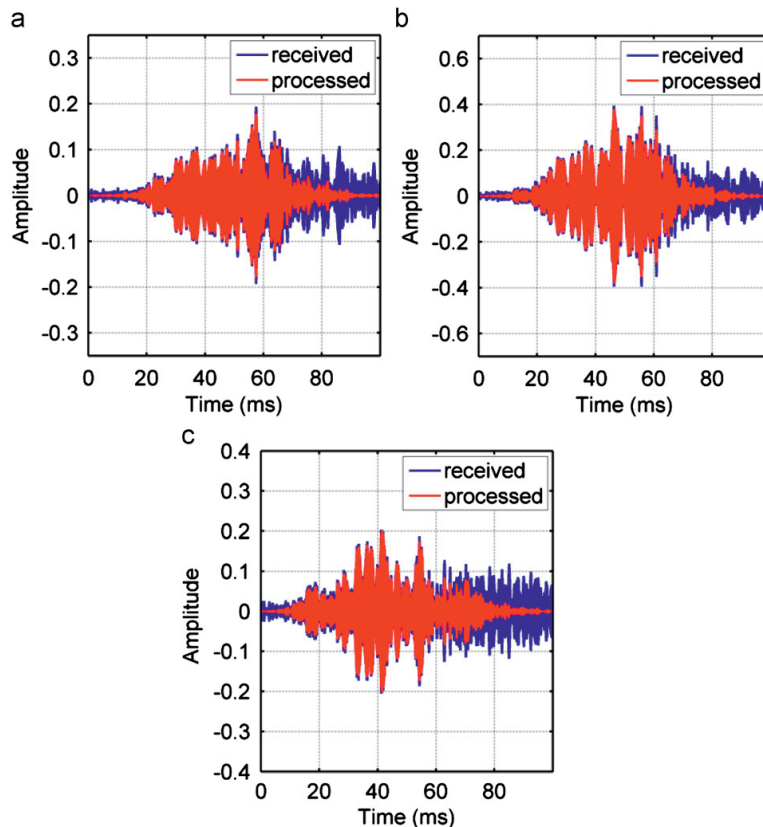 a
0.3
0.2
0.1
0
-0.1
-0.2
-0.3
Amplitude
received
processed
0 20 40 60 80
Time (ms)
b
0.6
0.4
0.2
0
-0.2
-0.4
-0.6
Amplitude
received
processed
0 20 40 60 80
Time (ms)
c
0.4
0.3
0.2
0.1
0
-0.1
-0.2
-0.3
-0.4
Amplitude
received
processed
0 20 40 60 80
Time (ms)